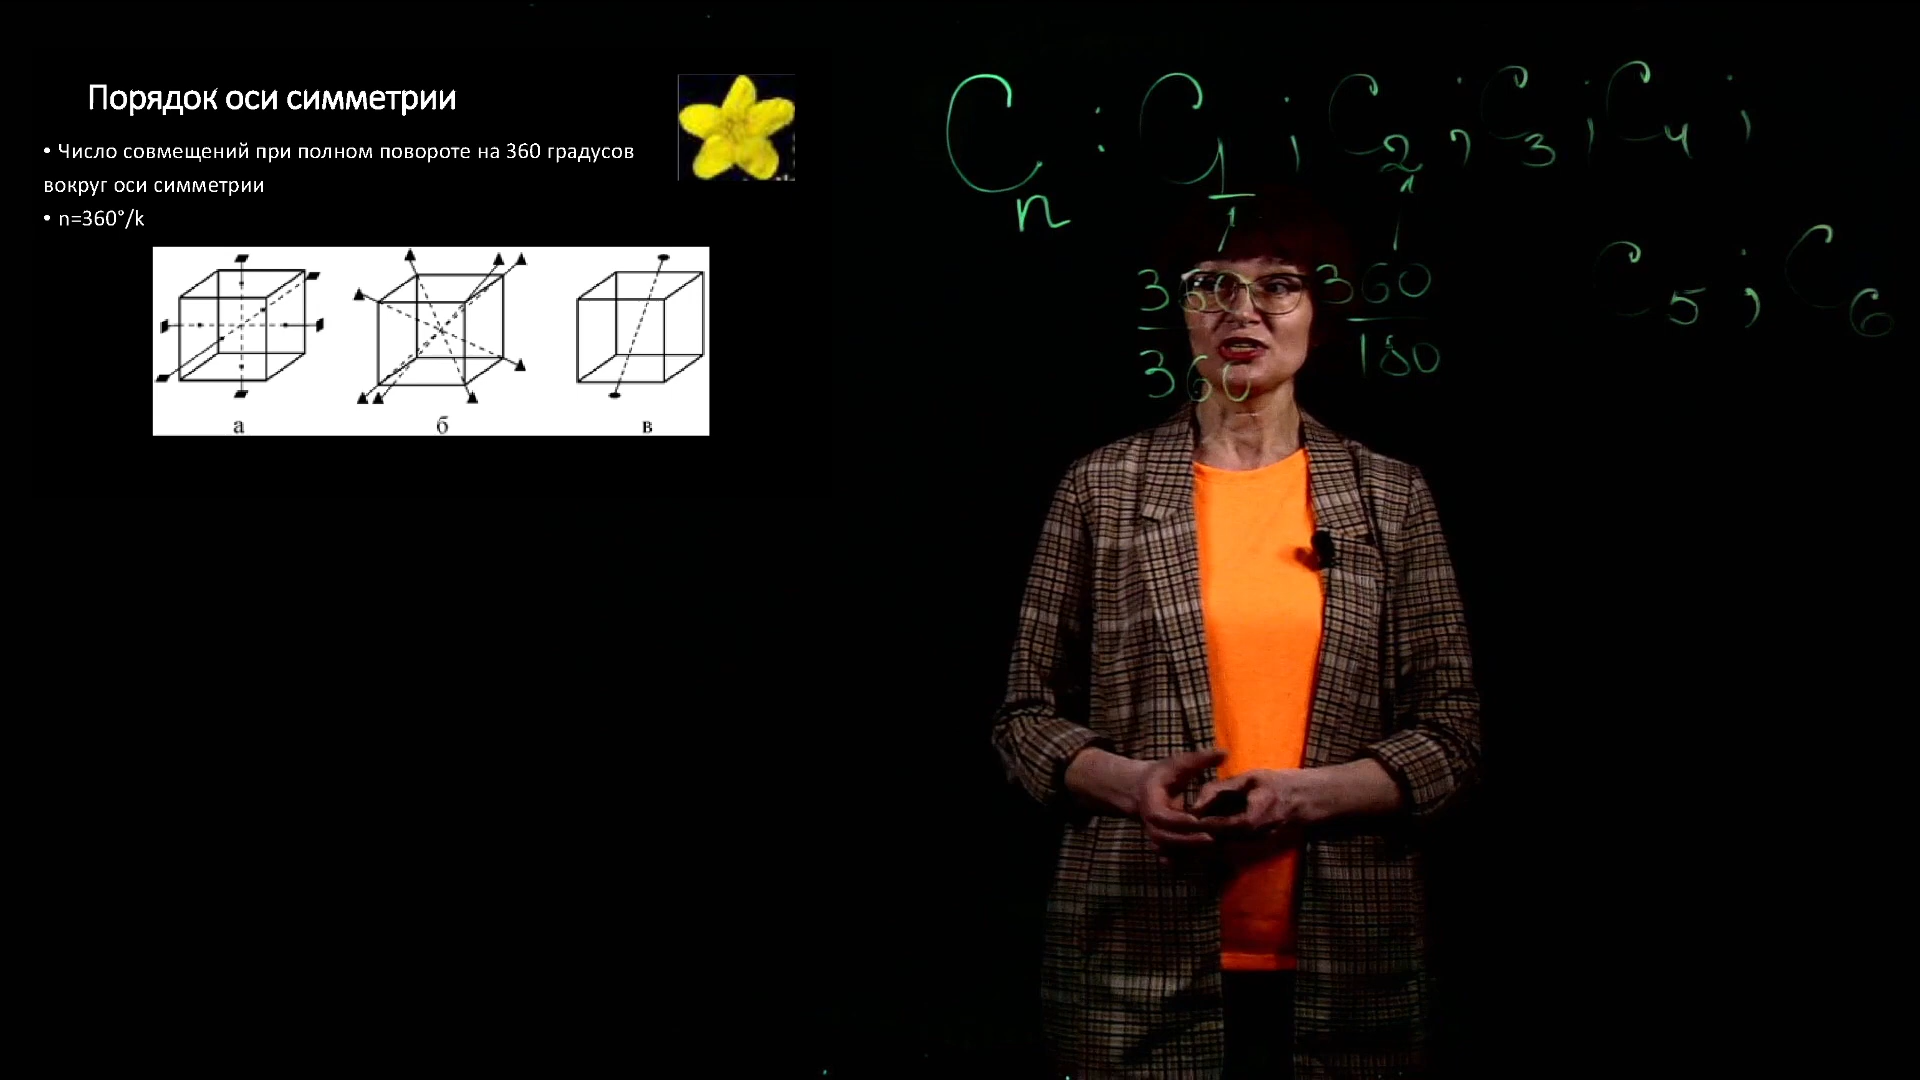 Порядок оси симметрии
• Число совмещений при полном повороте на 360 градусов
вокруг оси симметрии
• n=360°/k
а б в
Cn : C1 ; C2 ; C3 ; C4 ;
C5 ; C6
360 360
360 180